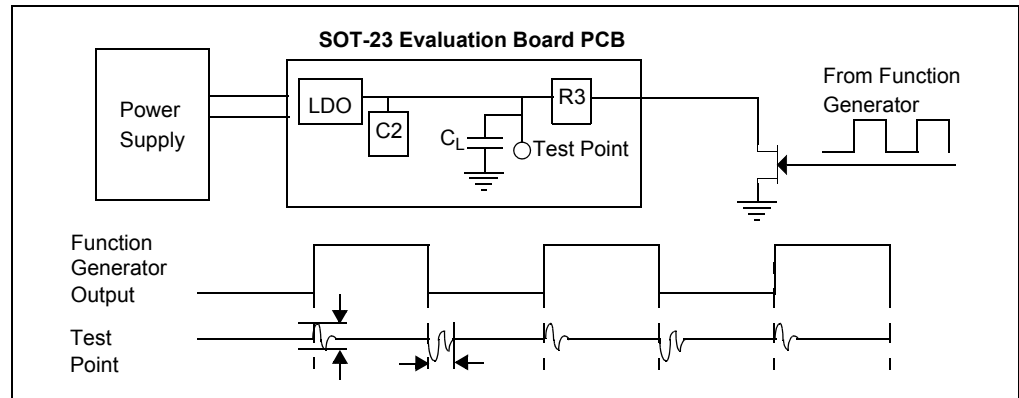 SOT-23 Evaluation Board PCB
Power
Supply
LDO
C2
CL
Test Point
R3
From Function
Generator
Function
Generator
Output
Test
Point